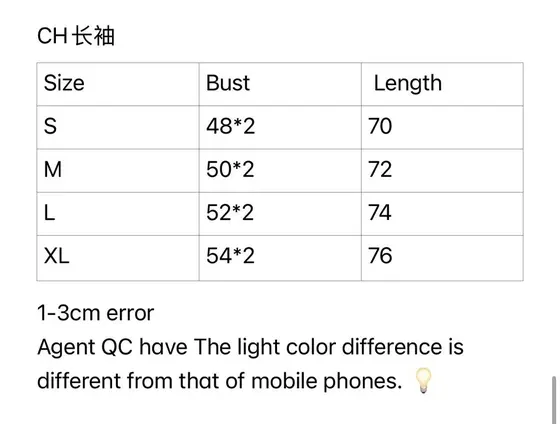 CH长袖
Size Bust Length
S 48*2 70
M 50*2 72
L 52*2 74
XL 54*2 76
1-3cm error
Agent QC have The light color difference is
different from that of mobile phones. 💡